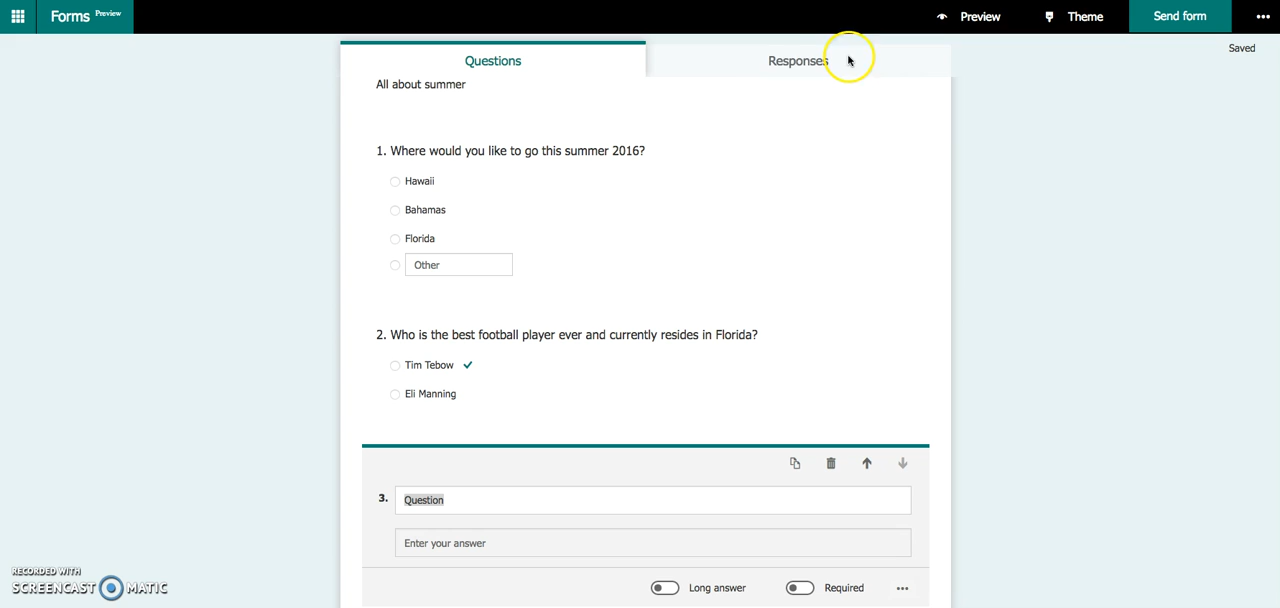 Forms Preview
Preview
Theme
Send form
Saved
Questions
Responses
All about summer
1. Where would you like to go this summer 2016?
Hawaii
Bahamas
Florida
Other
2. Who is the best football player ever and currently resides in Florida?
Tim Tebow
Eli Manning
3. Question
Enter your answer
Long answer
Required
RECORDED WITH
SCREENCAST MATIC